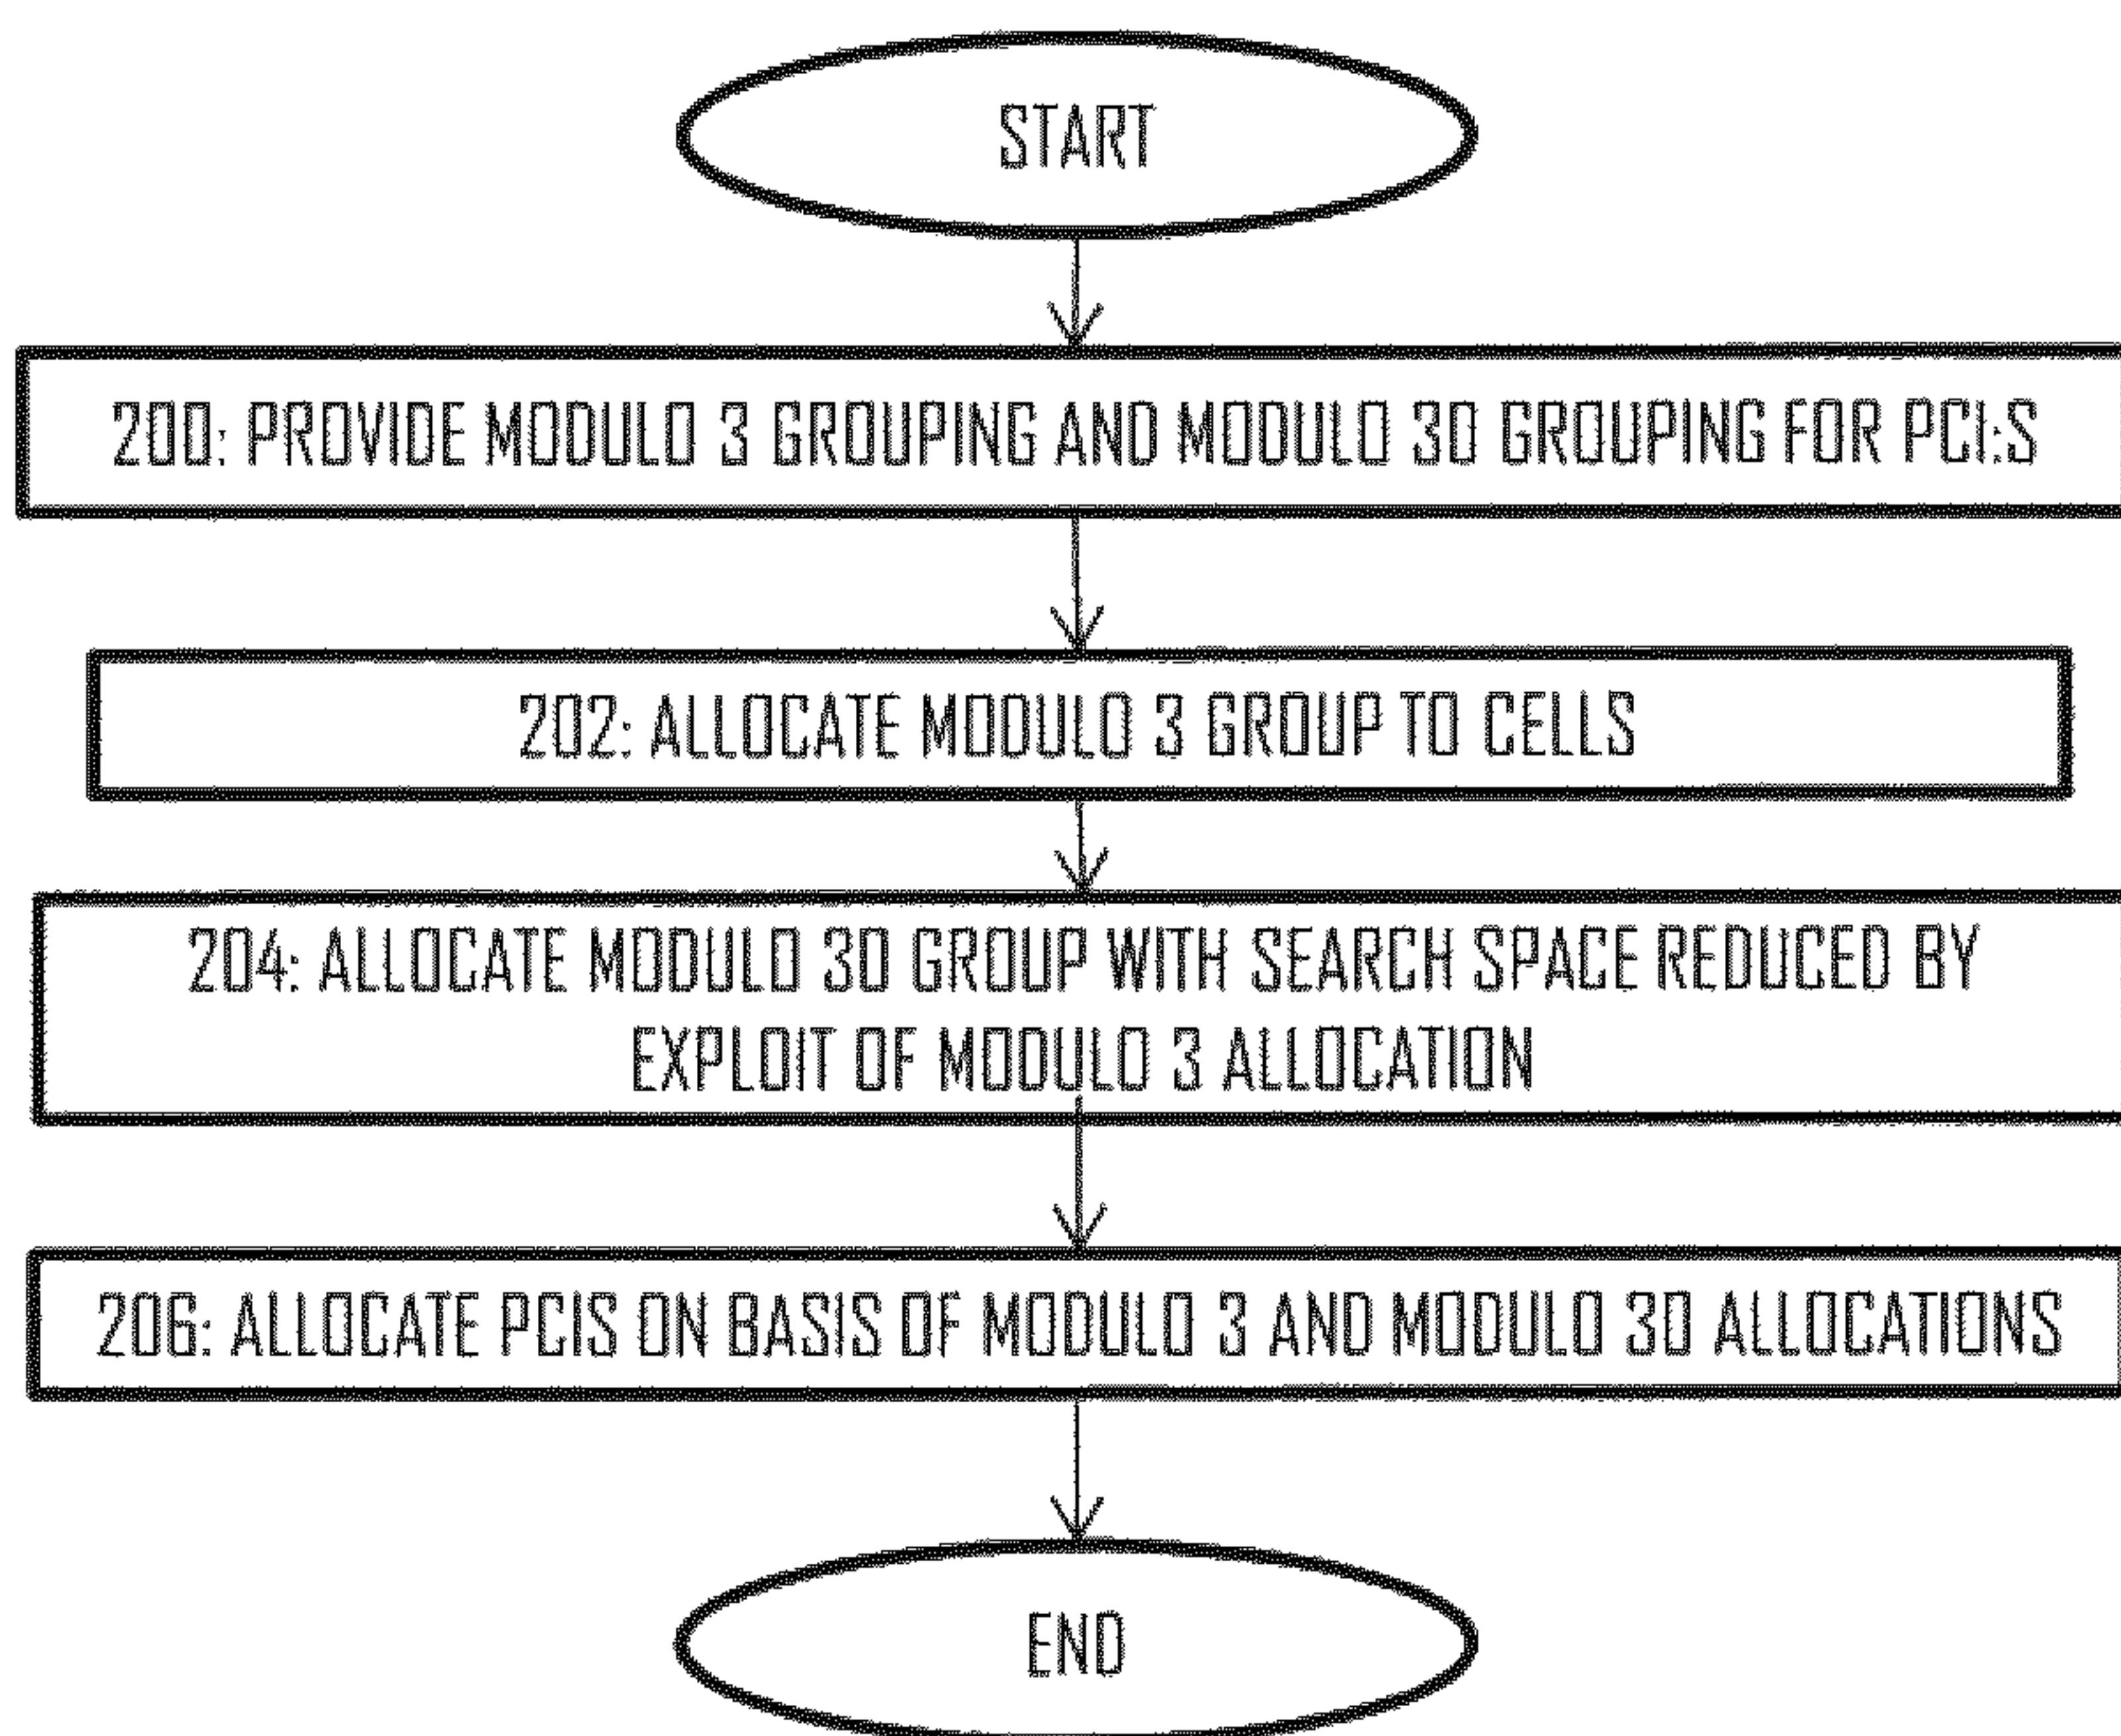 START
200: PROVIDE MODULO 3 GROUPING AND MODULO 30 GROUPING FOR PCI:S
202: ALLOCATE MODULO 3 GROUP TO CELLS
204: ALLOCATE MODULO 30 GROUP WITH SEARCH SPACE REDUCED BY
EXPLOIT OF MODULO 3 ALLOCATION
206: ALLOCATE PCIS ON BASIS OF MODULO 3 AND MODULO 30 ALLOCATIONS
END